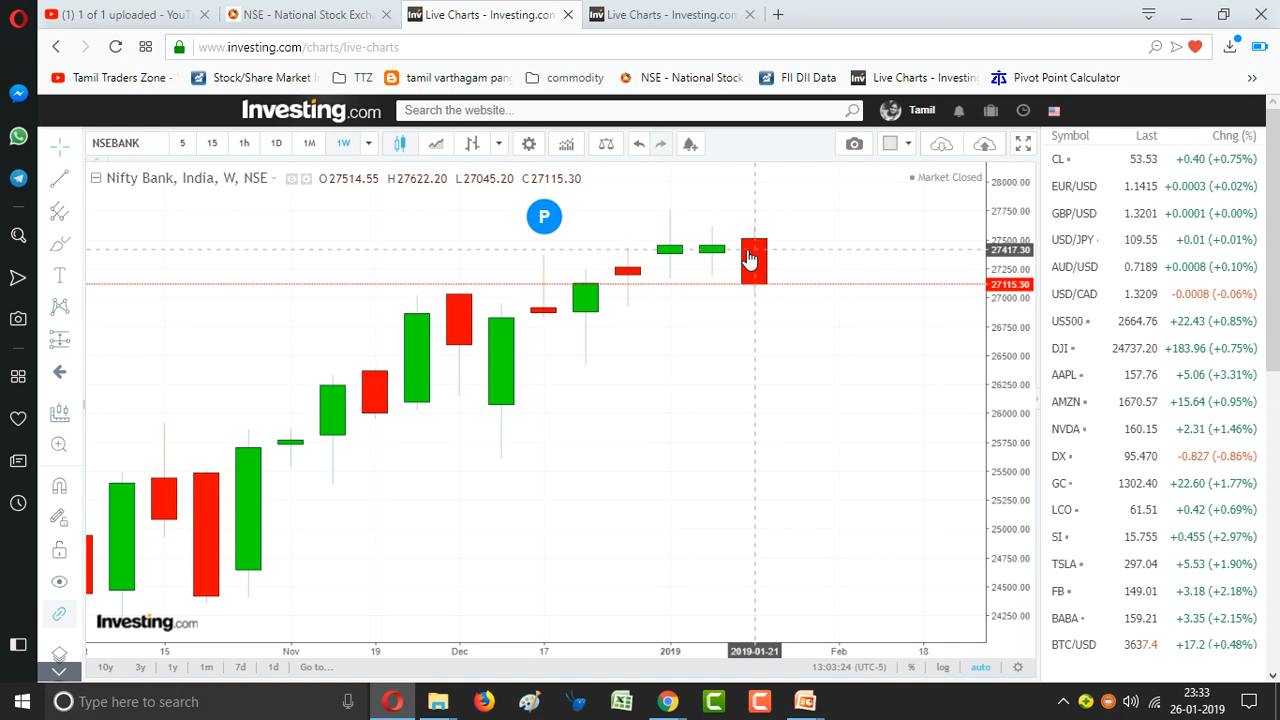 (1) 1 of 1 uploaded - YouT
NSE - National Stock Exch
Inv Live Charts - Investing.com
Inv Live Charts - Investing.com
www.investing.com/charts/live-charts
Tamil Traders Zone -
Stock/Share Market I
TTZ
tamil varthagam pan
commodity
NSE - National Stock
FII DII Data
Inv Live Charts - Investin
Pivot Point Calculator
Investing.com
Search the website...
Tamil
NSEBANK 5 15 1h 1D 1M 1W
Nifty Bank, India, W, NSE O 27514.55 H 27622.20 L 27045.20 C 27115.30
Market Closed
P
28000.00
27750.00
27500.00
27417.30
27250.00
27115.30
27000.00
26750.00
26500.00
26250.00
26000.00
25750.00
25500.00
25250.00
25000.00
24750.00
24500.00
24250.00
Investing.com
15 Nov 19 Dec 17 2019 2019-01-21 Feb 18
10y 3y 1y 1m 7d 1d Go to... 13:03:24 (UTC-5) % log auto
Symbol Last Chng (%)
CL 53.53 +0.40 (+0.75%)
EUR/USD 1.1415 +0.0003 (+0.02%)
GBP/USD 1.3201 +0.0001 (+0.00%)
USD/JPY 109.55 +0.01 (+0.01%)
AUD/USD 0.7189 +0.0008 (+0.10%)
USD/CAD 1.3209 -0.0008 (-0.06%)
US500 2664.76 +22.43 (+0.85%)
DJI 24737.20 +183.96 (+0.75%)
AAPL 157.76 +5.06 (+3.31%)
AMZN 1670.57 +15.64 (+0.95%)
NVDA 160.15 +2.31 (+1.46%)
DX 95.470 -0.827 (-0.86%)
GC 1302.40 +22.60 (+1.77%)
LCO 61.51 +0.42 (+0.69%)
SI 15.755 +0.455 (+2.97%)
TSLA 297.04 +5.53 (+1.90%)
FB 149.01 +3.18 (+2.18%)
BABA 159.21 +3.35 (+2.15%)
BTC/USD 3637.4 +17.2 (+0.48%)
Type here to search
23:33
26-01-2019